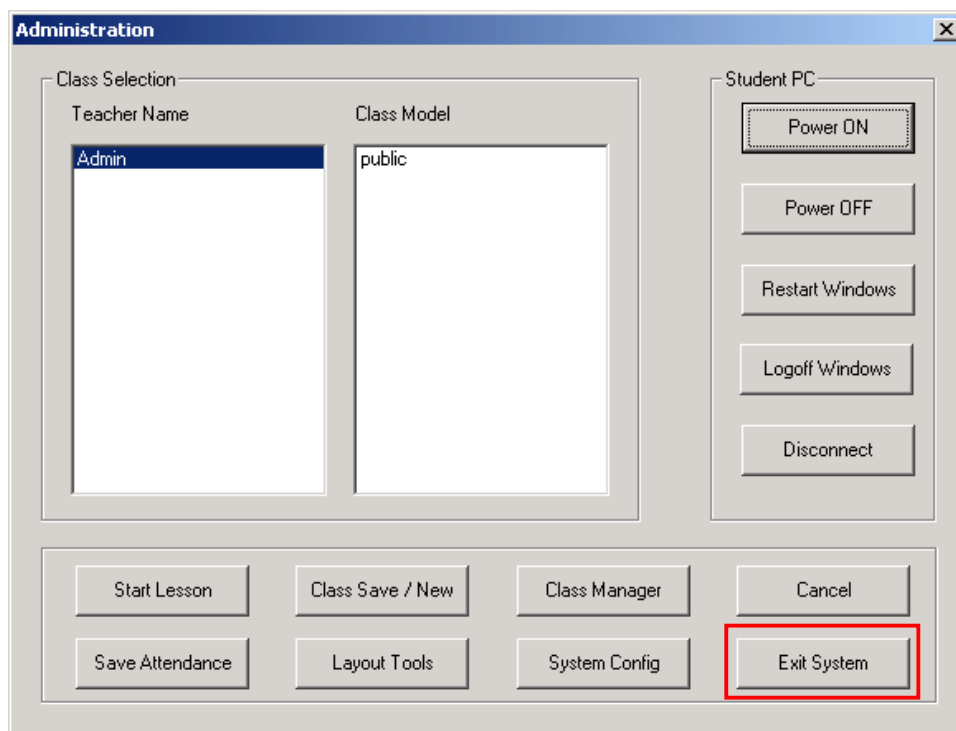 Administration
Class Selection
Teacher Name
Class Model
Admin
public
Student PC
Power ON
Power OFF
Restart Windows
Logoff Windows
Disconnect
Start Lesson
Class Save / New
Class Manager
Cancel
Save Attendance
Layout Tools
System Config
Exit System